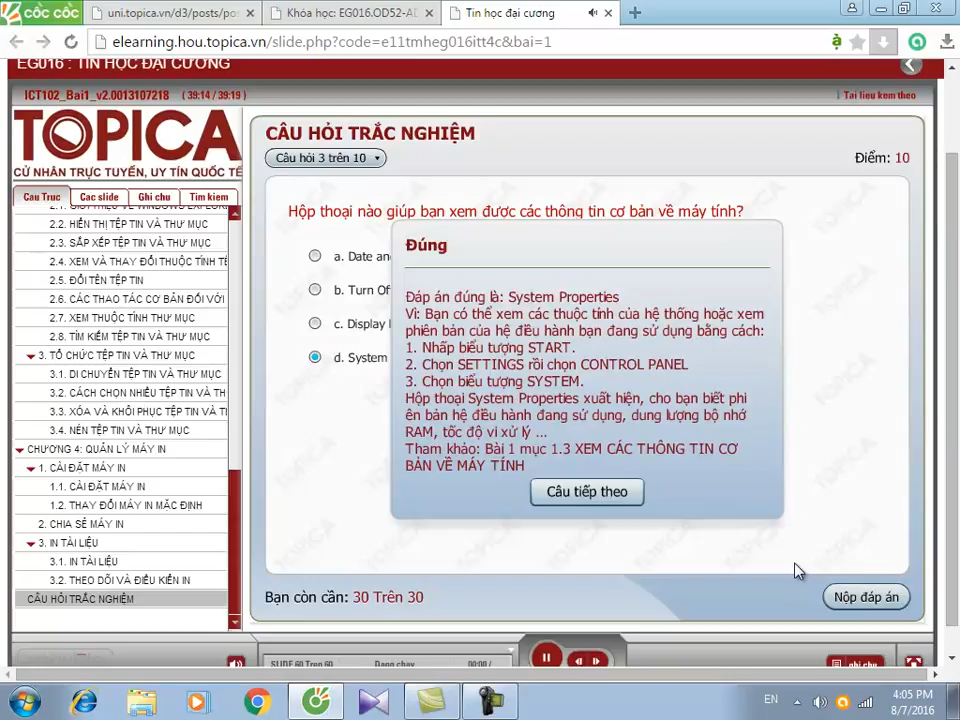 cốc cốc
uni.topica.vn/d3/posts/pos
Khóa học: EG016.OD52-AD
Tin học đại cương
elearning.hou.topica.vn/slide.php?code=e11tmheg016itt4c&bai=1
EG016 : TIN HỌC ĐẠI CƯƠNG
ICT102_Bai1_v2.0013107218 ( 39:14 / 39:19 )
Tai lieu kem theo
TOPICA
CỬ NHÂN TRỰC TUYẾN, UY TÍN QUỐC TẾ
Cau Truc
Cac slide
Ghi chu
Tim kiem
2.2. HIỂN THỊ TỆP TIN VÀ THƯ MỤC
2.3. SẮP XẾP TỆP TIN VÀ THƯ MỤC
2.4. XEM VÀ THAY ĐỔI THUỘC TÍNH TỆ
2.5. ĐỔI TÊN TỆP TIN
2.6. CÁC THAO TÁC CƠ BẢN ĐỐI VỚI
2.7. XEM THUỘC TÍNH THƯ MỤC
2.8. TÌM KIẾM TỆP TIN VÀ THƯ MỤC
3. TỔ CHỨC TỆP TIN VÀ THƯ MỤC
3.1. DI CHUYỂN TỆP TIN VÀ THƯ MỤC
3.2. CÁCH CHỌN NHIỀU TỆP TIN VÀ TH
3.3. XÓA VÀ KHÔI PHỤC TỆP TIN VÀ TH
3.4. NÉN TỆP TIN VÀ THƯ MỤC
CHƯƠNG 4: QUẢN LÝ MÁY IN
1. CÀI ĐẶT MÁY IN
1.1. CÀI ĐẶT MÁY IN
1.2. THAY ĐỔI MÁY IN MẶC ĐỊNH
2. CHIA SẺ MÁY IN
3. IN TÀI LIỆU
3.1. IN TÀI LIỆU
3.2. THEO DÕI VÀ ĐIỀU KIỂN IN
CÂU HỎI TRẮC NGHIỆM
CÂU HỎI TRẮC NGHIỆM
Câu hỏi 3 trên 10
Điểm: 10
Hộp thoại nào giúp bạn xem được các thông tin cơ bản về máy tính?
a. Date an
b. Turn Of
c. Display
d. System
Đúng
Đáp án đúng là: System Properties
Vì: Bạn có thể xem các thuộc tính của hệ thống hoặc xem
phiên bản của hệ điều hành bạn đang sử dụng bằng cách:
1. Nhấp biểu tượng START.
2. Chọn SETTINGS rồi chọn CONTROL PANEL
3. Chọn biểu tượng SYSTEM.
Hộp thoại System Properties xuất hiện, cho bạn biết phi
ên bản hệ điều hành đang sử dụng, dung lượng bộ nhớ
RAM, tốc độ vi xử lý ...
Tham khảo: Bài 1 mục 1.3 XEM CÁC THÔNG TIN CƠ
BẢN VỀ MÁY TÍNH
Câu tiếp theo
Bạn còn cần: 30 Trên 30
Nộp đáp án
SLIDE 60 Tren 60
Dang chay
00:00 /
ghi chu
EN
4:05 PM
8/7/2016